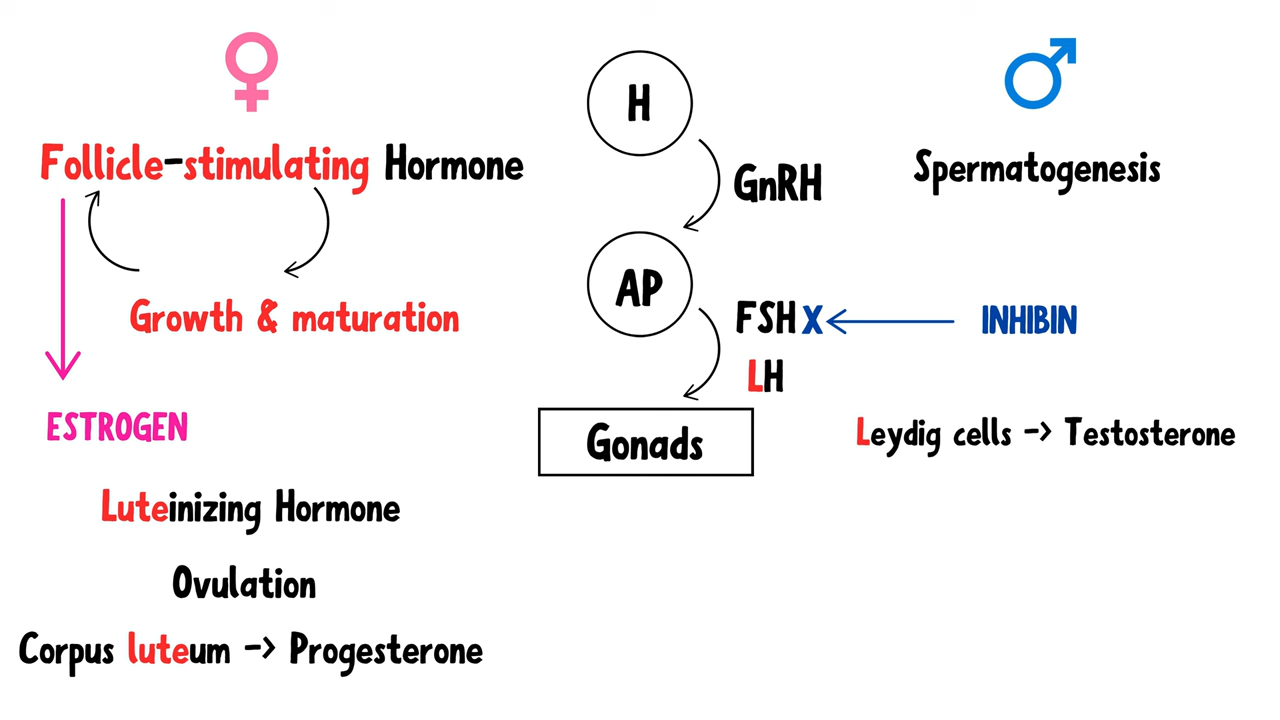 Follicle-stimulating Hormone
Growth & maturation
ESTROGEN
Luteinizing Hormone
Ovulation
Corpus luteum -> Progesterone
H
GnRH
AP
FSH X
LH
Gonads
Spermatogenesis
INHIBIN
Leydig cells -> Testosterone